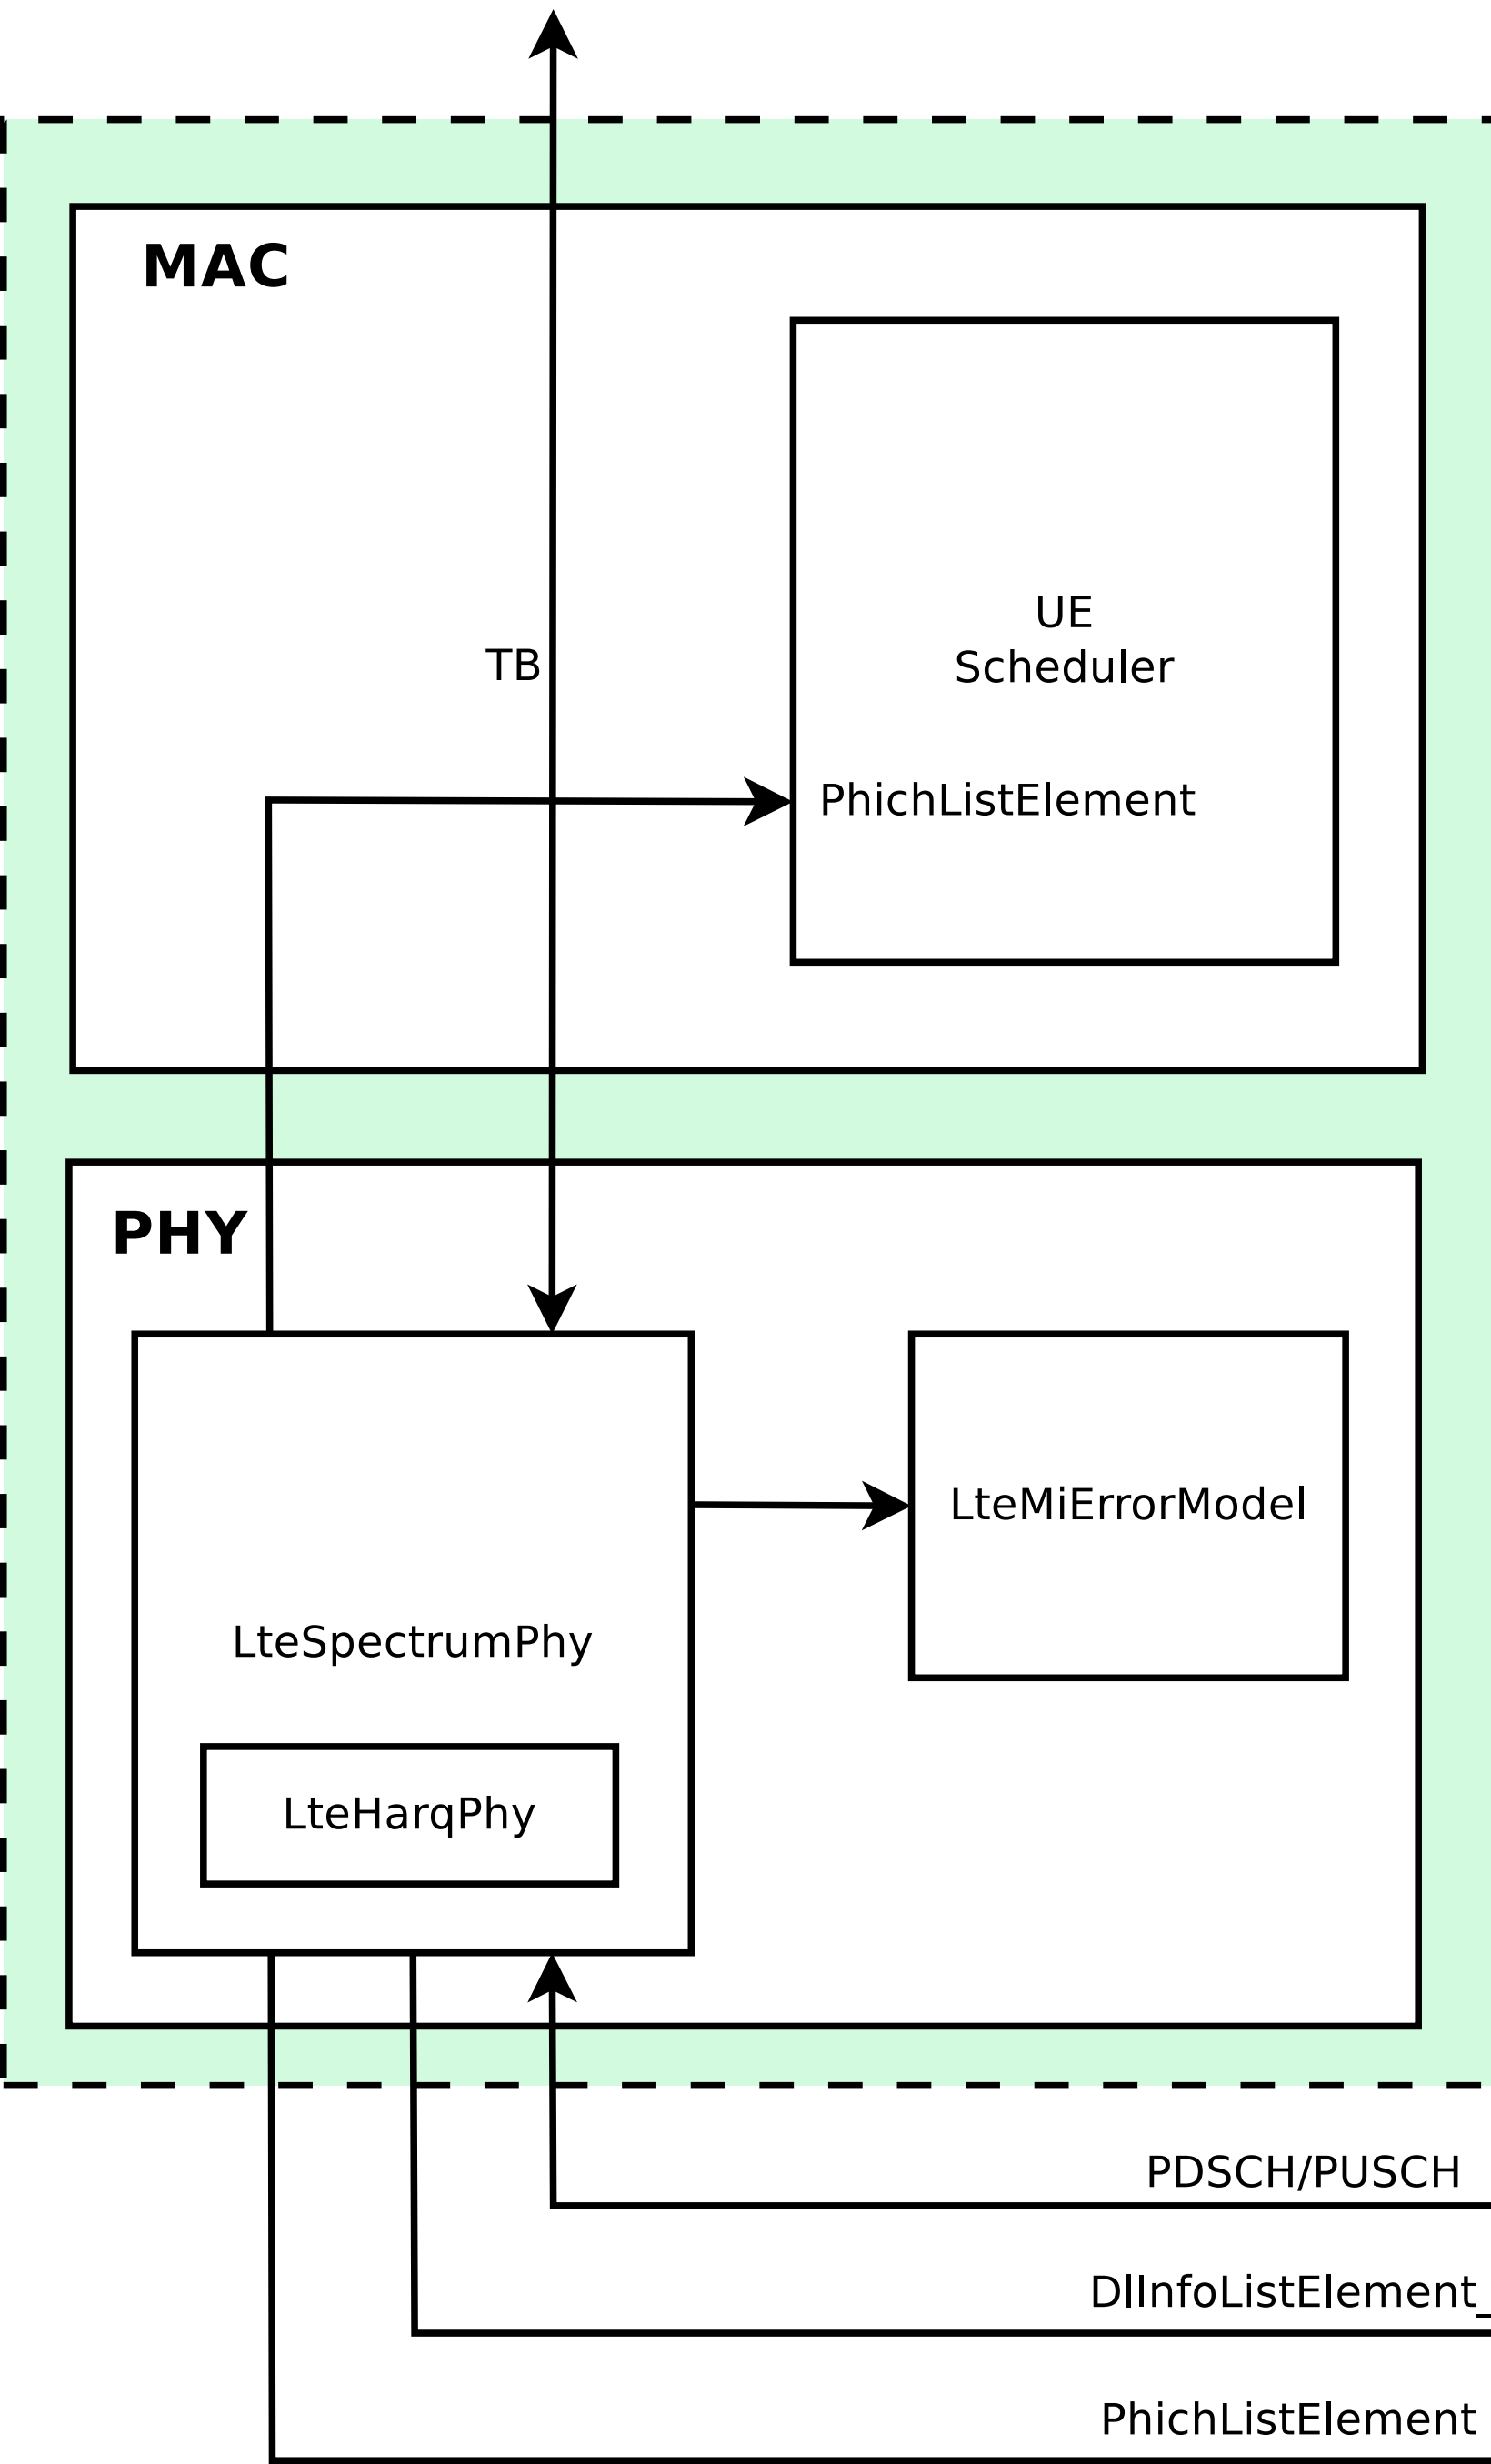 MAC
UE
Scheduler
TB
PhichListElement
PHY
LteMiErrorModel
LteSpectrumPhy
LteHarqPhy
PDSCH/PUSCH
DlInfoListElement_
PhichListElement